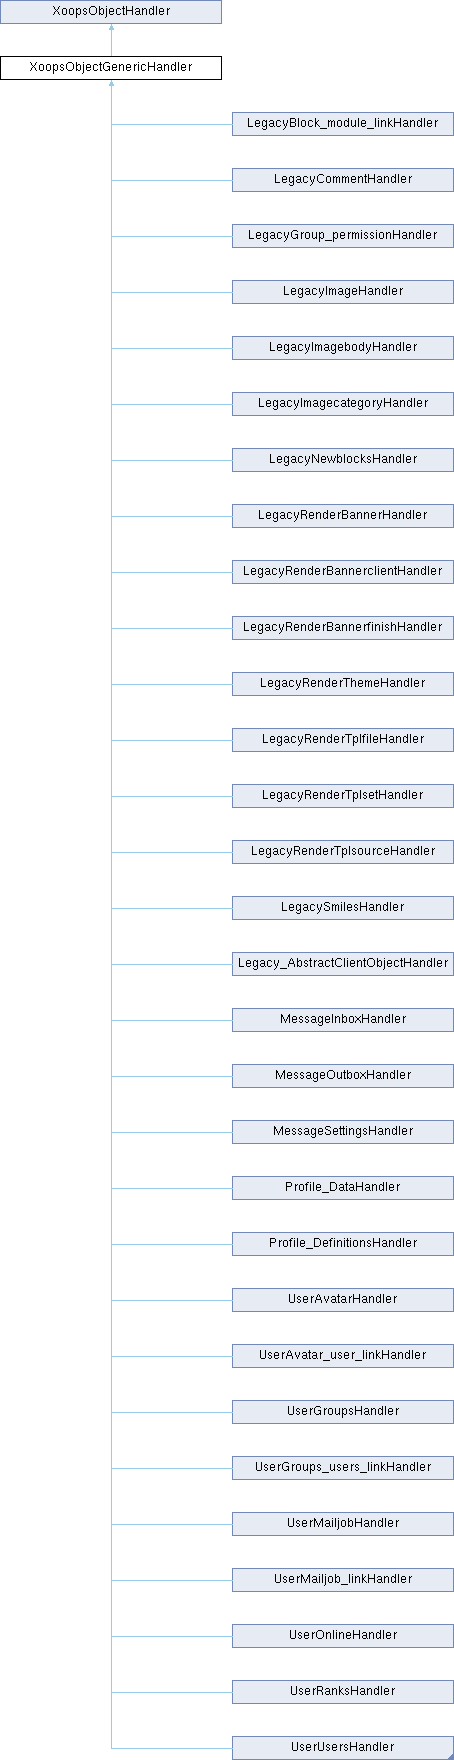 XoopsObjectHandler
XoopsObjectGenericHandler
LegacyBlock_module_linkHandler
LegacyCommentHandler
LegacyGroup_permissionHandler
LegacyImageHandler
LegacyImagebodyHandler
LegacyImagecategoryHandler
LegacyNewblocksHandler
LegacyRenderBannerHandler
LegacyRenderBannerclientHandler
LegacyRenderBannerfinishHandler
LegacyRenderThemeHandler
LegacyRenderTplfileHandler
LegacyRenderTplsetHandler
LegacyRenderTplsourceHandler
LegacySmilesHandler
Legacy_AbstractClientObjectHandler
MessageInboxHandler
MessageOutboxHandler
MessageSettingsHandler
Profile_DataHandler
Profile_DefinitionsHandler
UserAvatarHandler
UserAvatar_user_linkHandler
UserGroupsHandler
UserGroups_users_linkHandler
UserMailjobHandler
UserMailjob_linkHandler
UserOnlineHandler
UserRanksHandler
UserUsersHandler